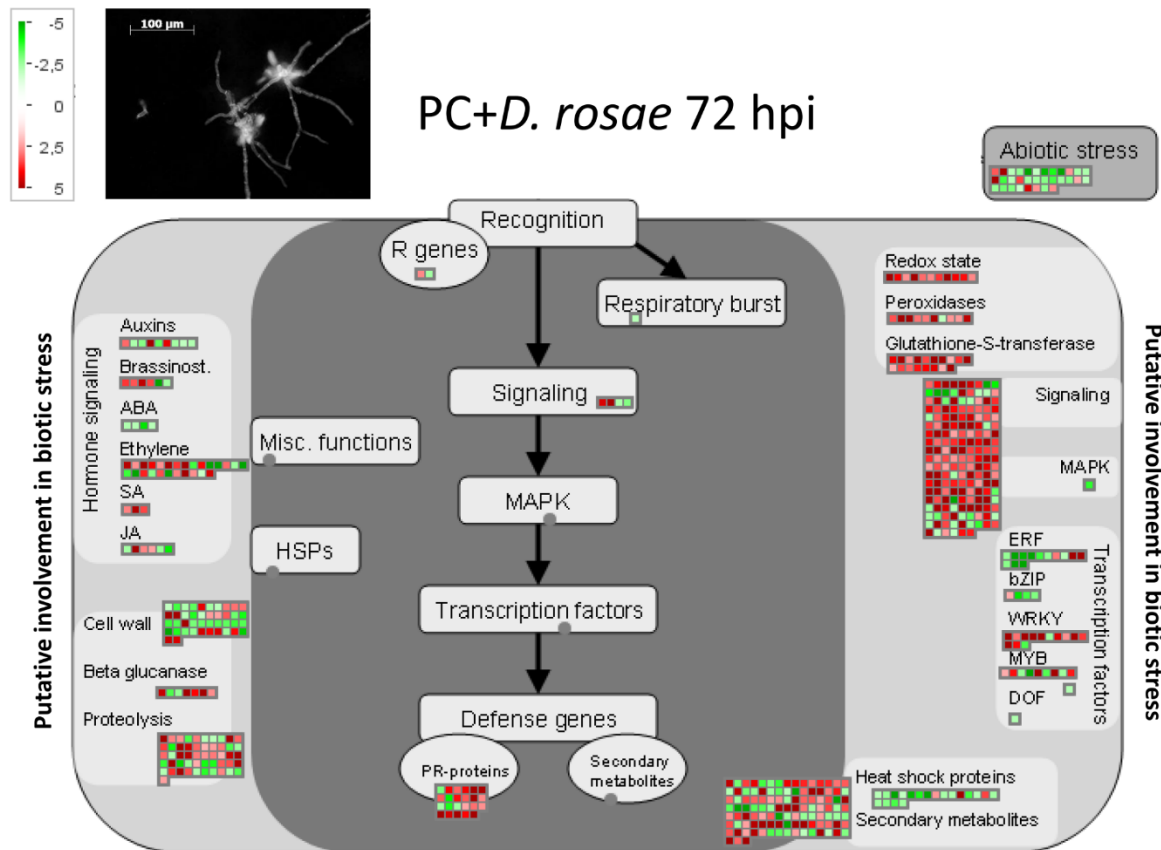 -5
-2,5
0
2.5
5
100 µm
PC+D. rosae 72 hpi
Abiotic stress
Recognition
R genes
Respiratory burst
Redox state
Peroxidases
Glutathione-S-transferase
Auxins
Brassinost.
ABA
Ethylene
SA
JA
Hormone signaling
Putative involvement in biotic stress
Signaling
Signaling
Misc. functions
MAPK
MAPK
HSPs
Transcription factors
ERF
bZIP
WRKY
MYB
DOF
Transcription factors
Putative involvement in biotic stress
Cell wall
Beta glucanase
Proteolysis
Defense genes
PR-proteins
Secondary
metabolites
Heat shock proteins
Secondary metabolites